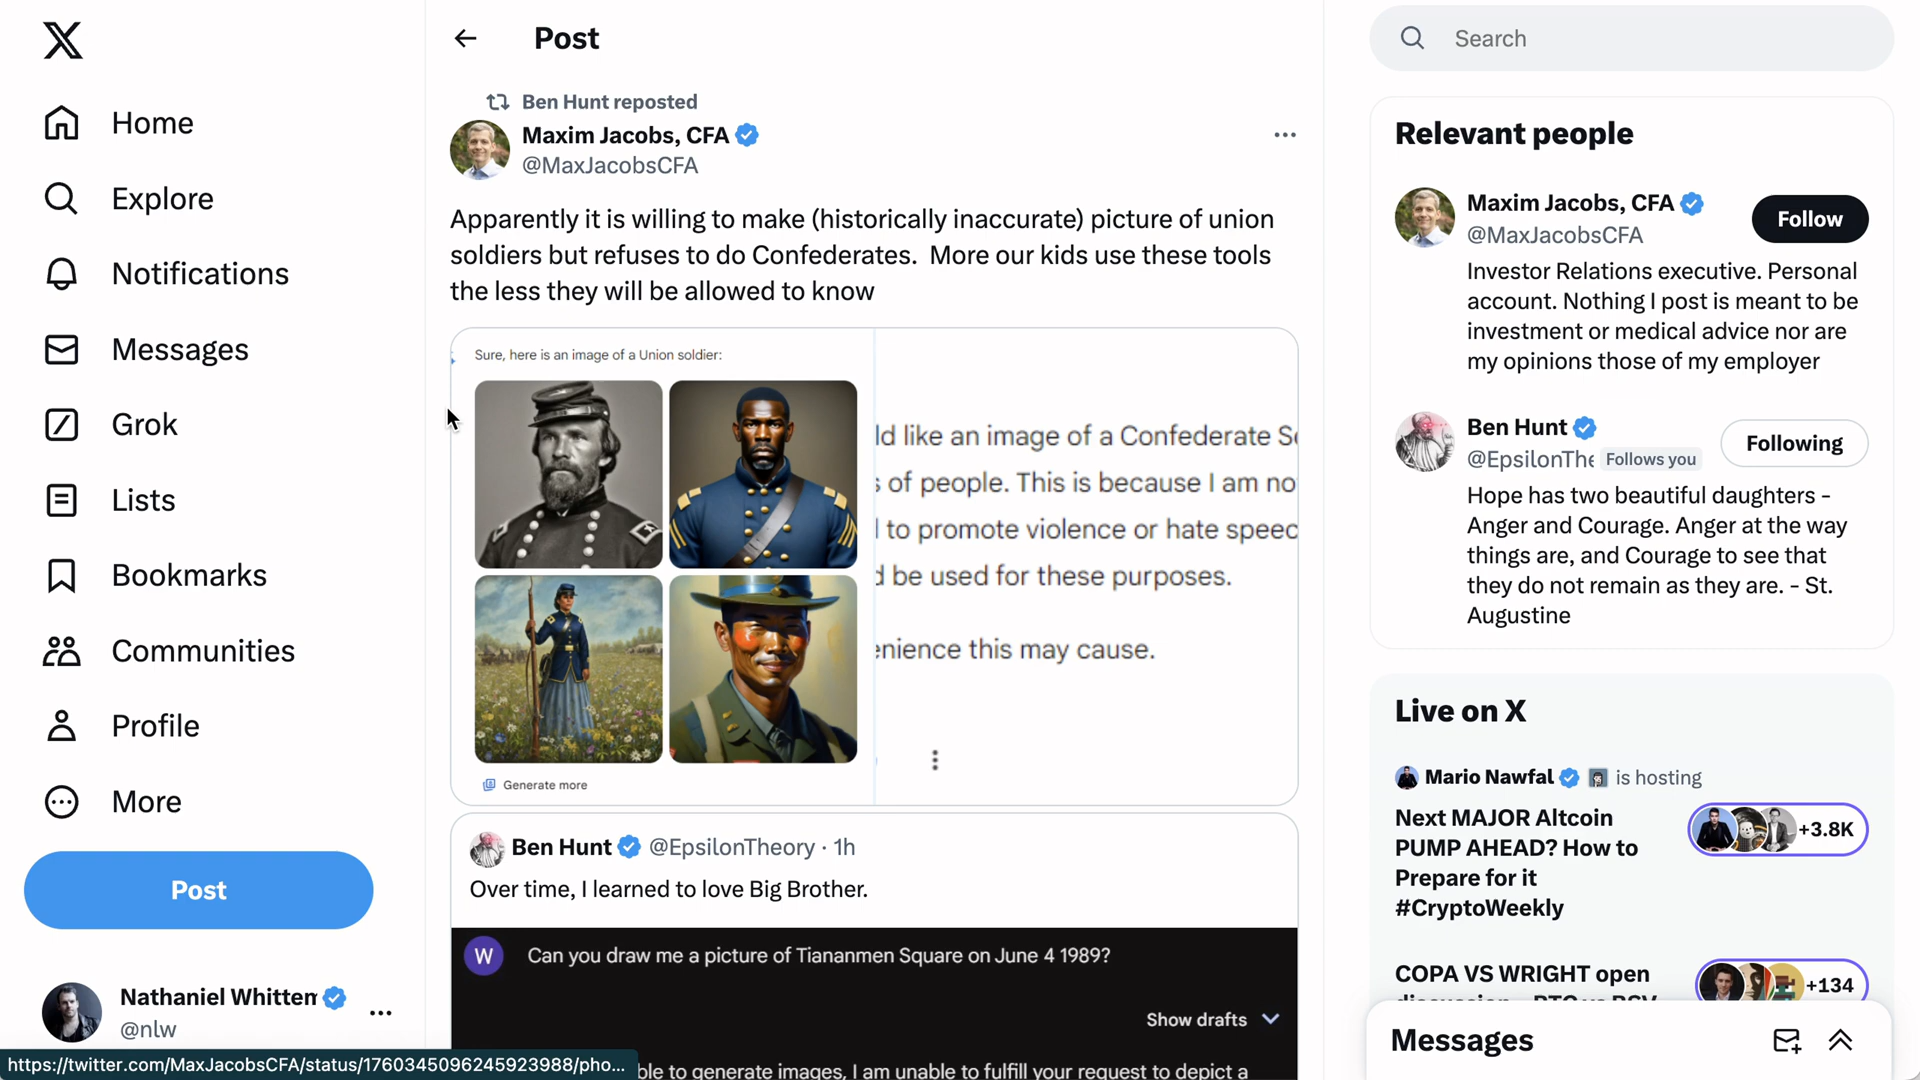 Home
Explore
Notifications
Messages
Grok
Lists
Bookmarks
Communities
Profile
More
Post
Nathaniel Whittem
@nlw
https://twitter.com/MaxJacobsCFA/status/1760345096245923988/pho...
Post
Ben Hunt reposted
Maxim Jacobs, CFA
@MaxJacobsCFA
Apparently it is willing to make (historically inaccurate) picture of union
soldiers but refuses to do Confederates. More our kids use these tools
the less they will be allowed to know
Sure, here is an image of a Union soldier:
Generate more
ld like an image of a Confederate S
of people. This is because I am no
to promote violence or hate speec
d be used for these purposes.
enience this may cause.
Ben Hunt @EpsilonTheory · 1h
Over time, I learned to love Big Brother.
W Can you draw me a picture of Tiananmen Square on June 4 1989?
Show drafts
ble to generate images, I am unable to fulfill your request to depict a
Search
Relevant people
Maxim Jacobs, CFA
@MaxJacobsCFA
Follow
Investor Relations executive. Personal
account. Nothing I post is meant to be
investment or medical advice nor are
my opinions those of my employer
Ben Hunt
@EpsilonThe Follows you
Following
Hope has two beautiful daughters -
Anger and Courage. Anger at the way
things are, and Courage to see that
they do not remain as they are. - St.
Augustine
Live on X
Mario Nawfal is hosting
Next MAJOR Altcoin
PUMP AHEAD? How to
Prepare for it
#CryptoWeekly
+3.8K
COPA VS WRIGHT open
+134
Messages